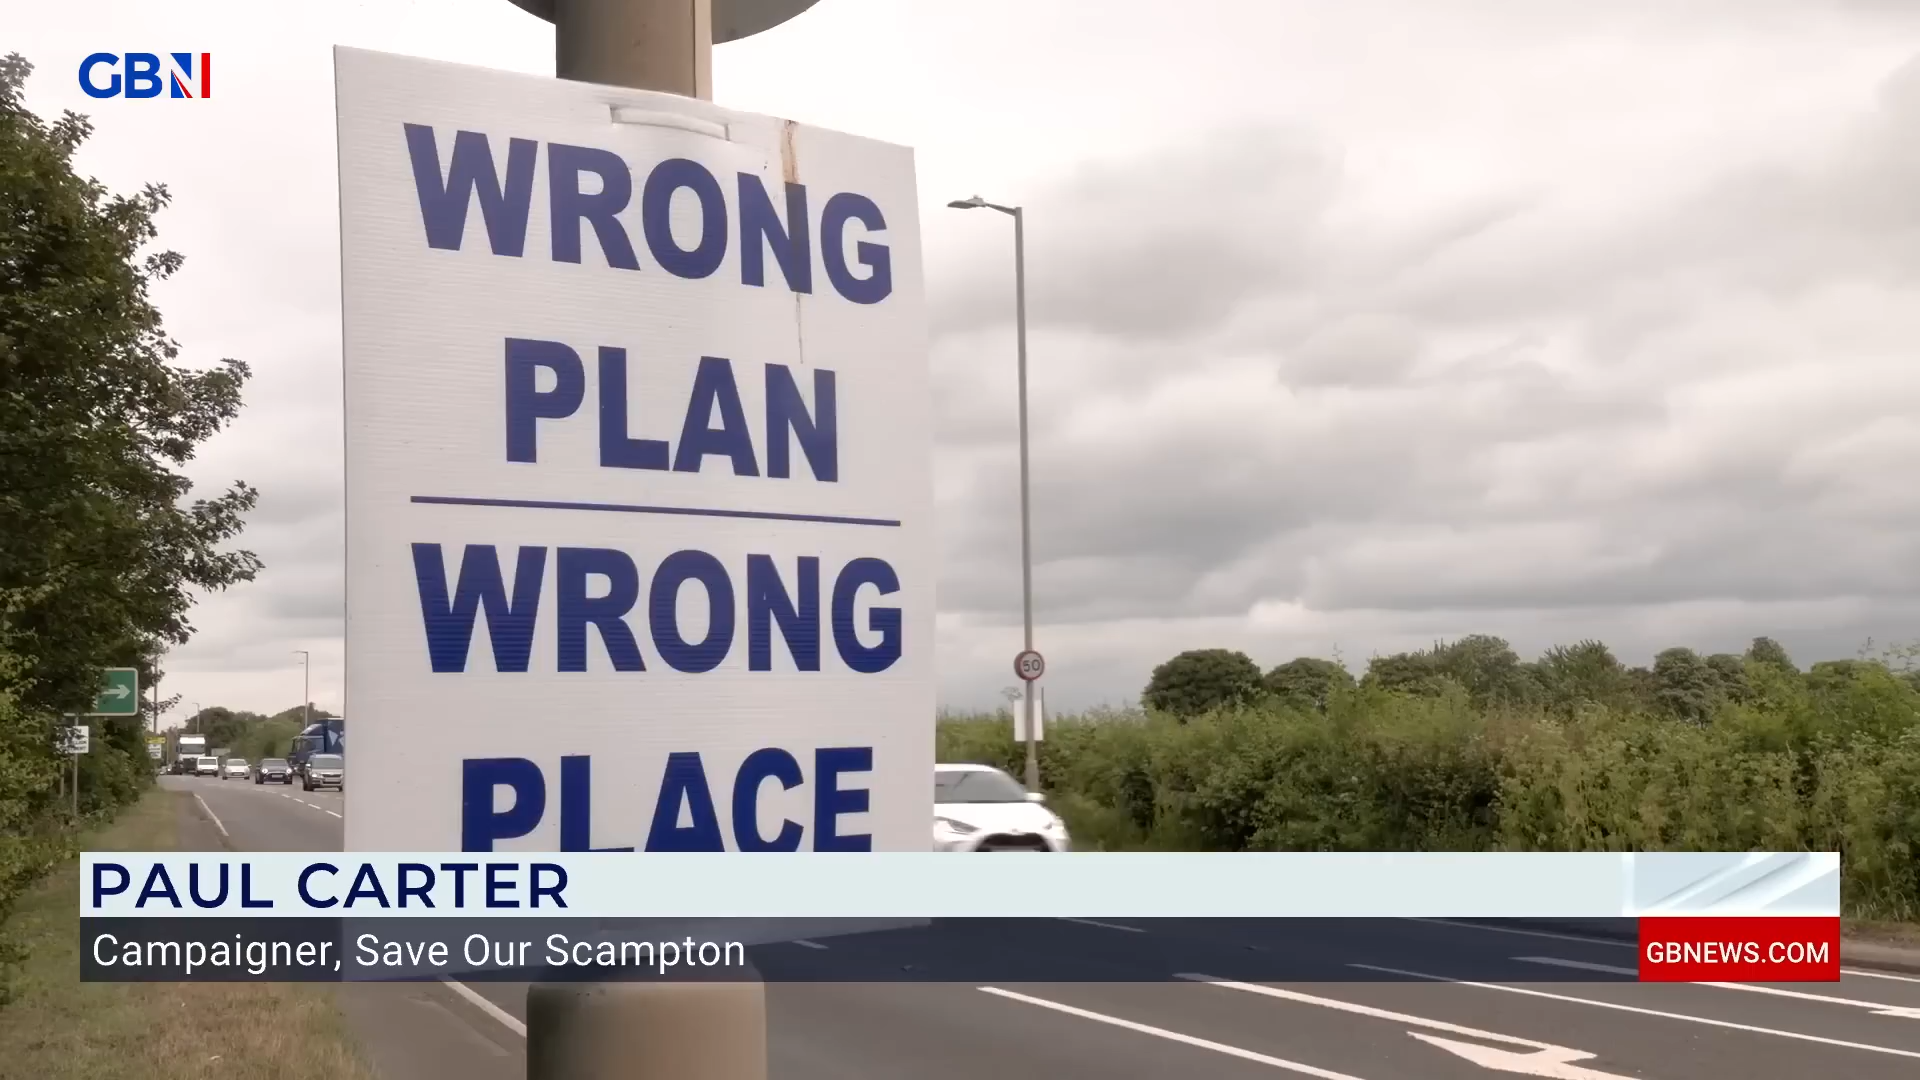 GBN
WRONG
PLAN
WRONG
PLACE
50
PAUL CARTER
Campaigner, Save Our Scampton
GBNEWS.COM